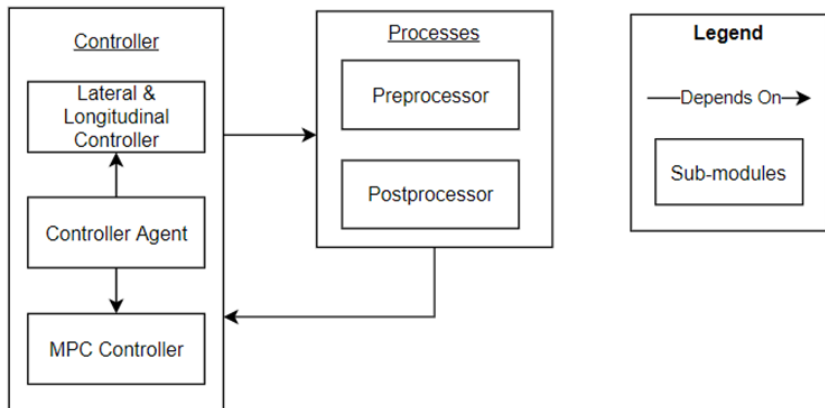 Controller
Lateral &
Longitudinal
Controller
Controller Agent
MPC Controller
Processes
Preprocessor
Postprocessor
Legend
Depends On
Sub-modules